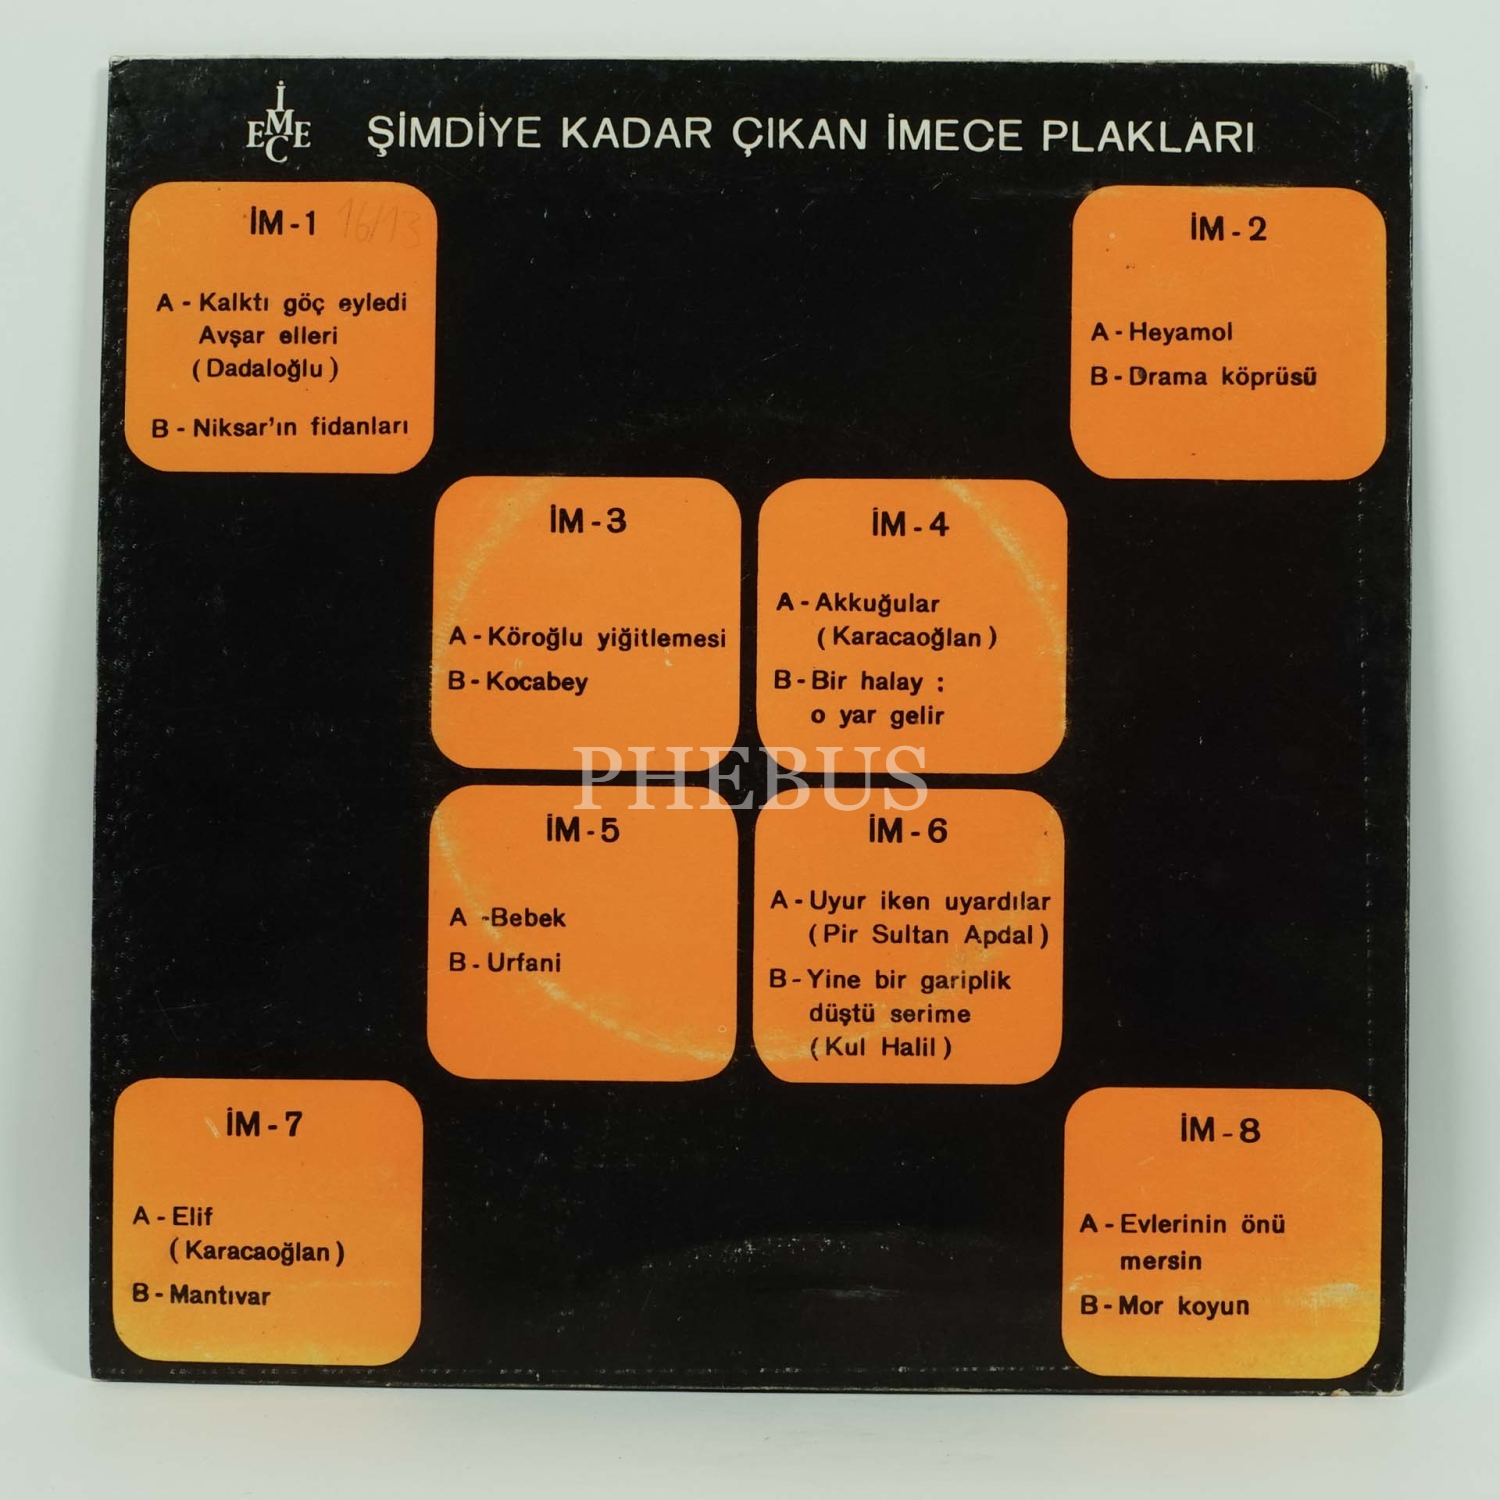 İMECE
ŞİMDİYE KADAR ÇIKAN İMECE PLAKLARI
İM-1 16/13
A - Kalktı göç eyledi
Avşar elleri
(Dadaloğlu)
B - Niksar'ın fidanları
İM - 2
A - Heyamol
B - Drama köprüsü
İM - 3
A - Köroğlu yiğitlemesi
B - Kocabey
İM - 4
A - Akkuğular
(Karacaoğlan)
B - Bir halay :
o yar gelir
PHEBUS
İM - 5
A - Bebek
B - Urfani
İM - 6
A - Uyur iken uyardılar
(Pir Sultan Apdal)
B - Yine bir gariplik
düştü serime
(Kul Halil)
İM - 7
A - Elif
(Karacaoğlan)
B - Mantıvar
İM - 8
A - Evlerinin önü
mersin
B - Mor koyun